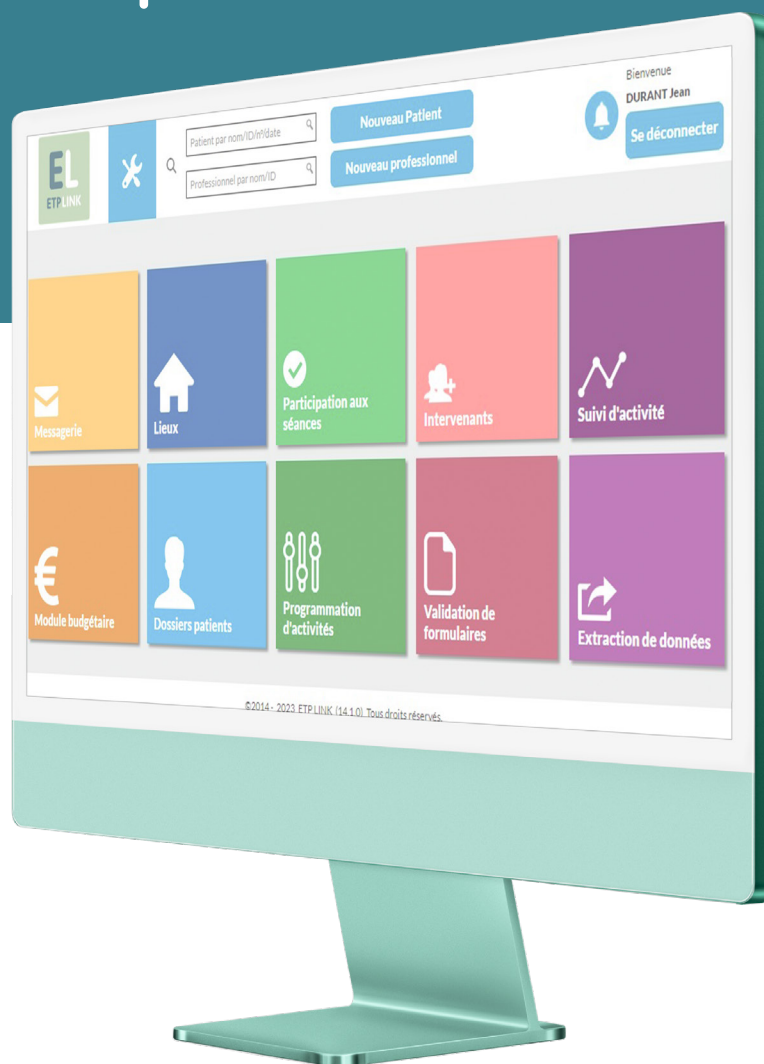 Bienvenue
DURANT Jean
Se déconnecter
EL
ETP LINK
Patient par nom/ID/n°/date
Professionnel par nom/ID
Nouveau Patient
Nouveau professionnel
Messagerie
Lieux
Participation aux
séances
Intervenants
Suivi d'activité
Module budgétaire
Dossiers patients
Programmation
d'activités
Validation de
formulaires
Extraction de données
©2014 - 2023 ETP LINK (14.1.0) Tous droits réservés.